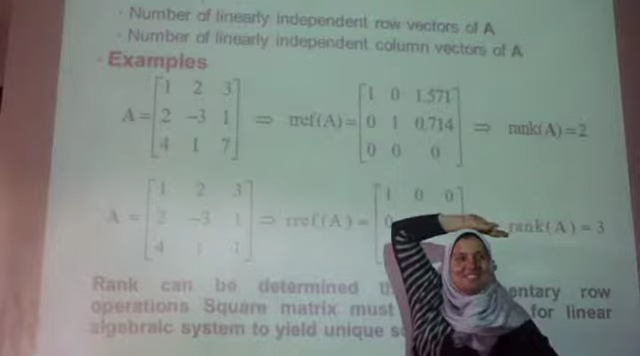 · Number of linearly independent row vectors of A
· Number of linearly independent column vectors of A
· Examples
A = [1 2 3; 2 −3 1; 4 1 7] ⇒ rref(A) = [1 0 1.571; 0 1 0.714; 0 0 0] ⇒ rank(A) = 2
A = [1 2 3; 2 −3 1; 4 1 1] ⇒ rref(A) = [1 0 0 rank(A) = 3
Rank can be determined row
operations Square matrix must for linear
algebraic system to yield unique